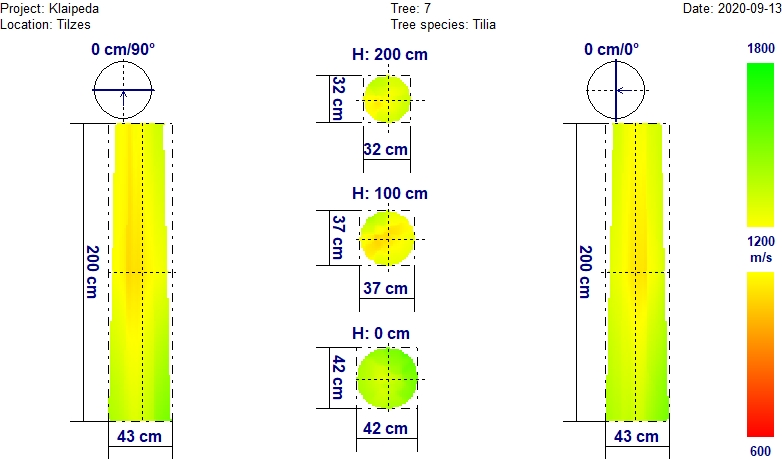 Project: Klaipeda
Tree: 7
Date: 2020-09-13
Location: Tilzes
Tree species: Tilia
0 cm/90°
H: 200 cm
0 cm/0°
1800
32 cm
32 cm
H: 100 cm
37 cm
37 cm
200 cm
200 cm
1200
m/s
H: 0 cm
42 cm
42 cm
43 cm
43 cm
600